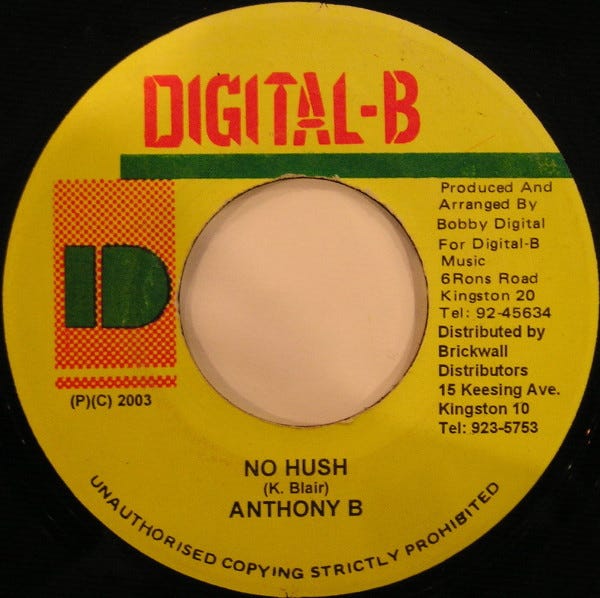 DIGITAL-B
Produced And
Arranged By
Bobby Digital
For Digital-B
Music
6Rons Road
Kingston 20
Tel: 92-45634
Distributed by
Brickwall
Distributors
15 Keesing Ave.
Kingston 10
Tel: 923-5753
D
(P)(C) 2003
NO HUSH
(K. Blair)
ANTHONY B
UNAUTHORISED COPYING STRICTLY PROHIBITED